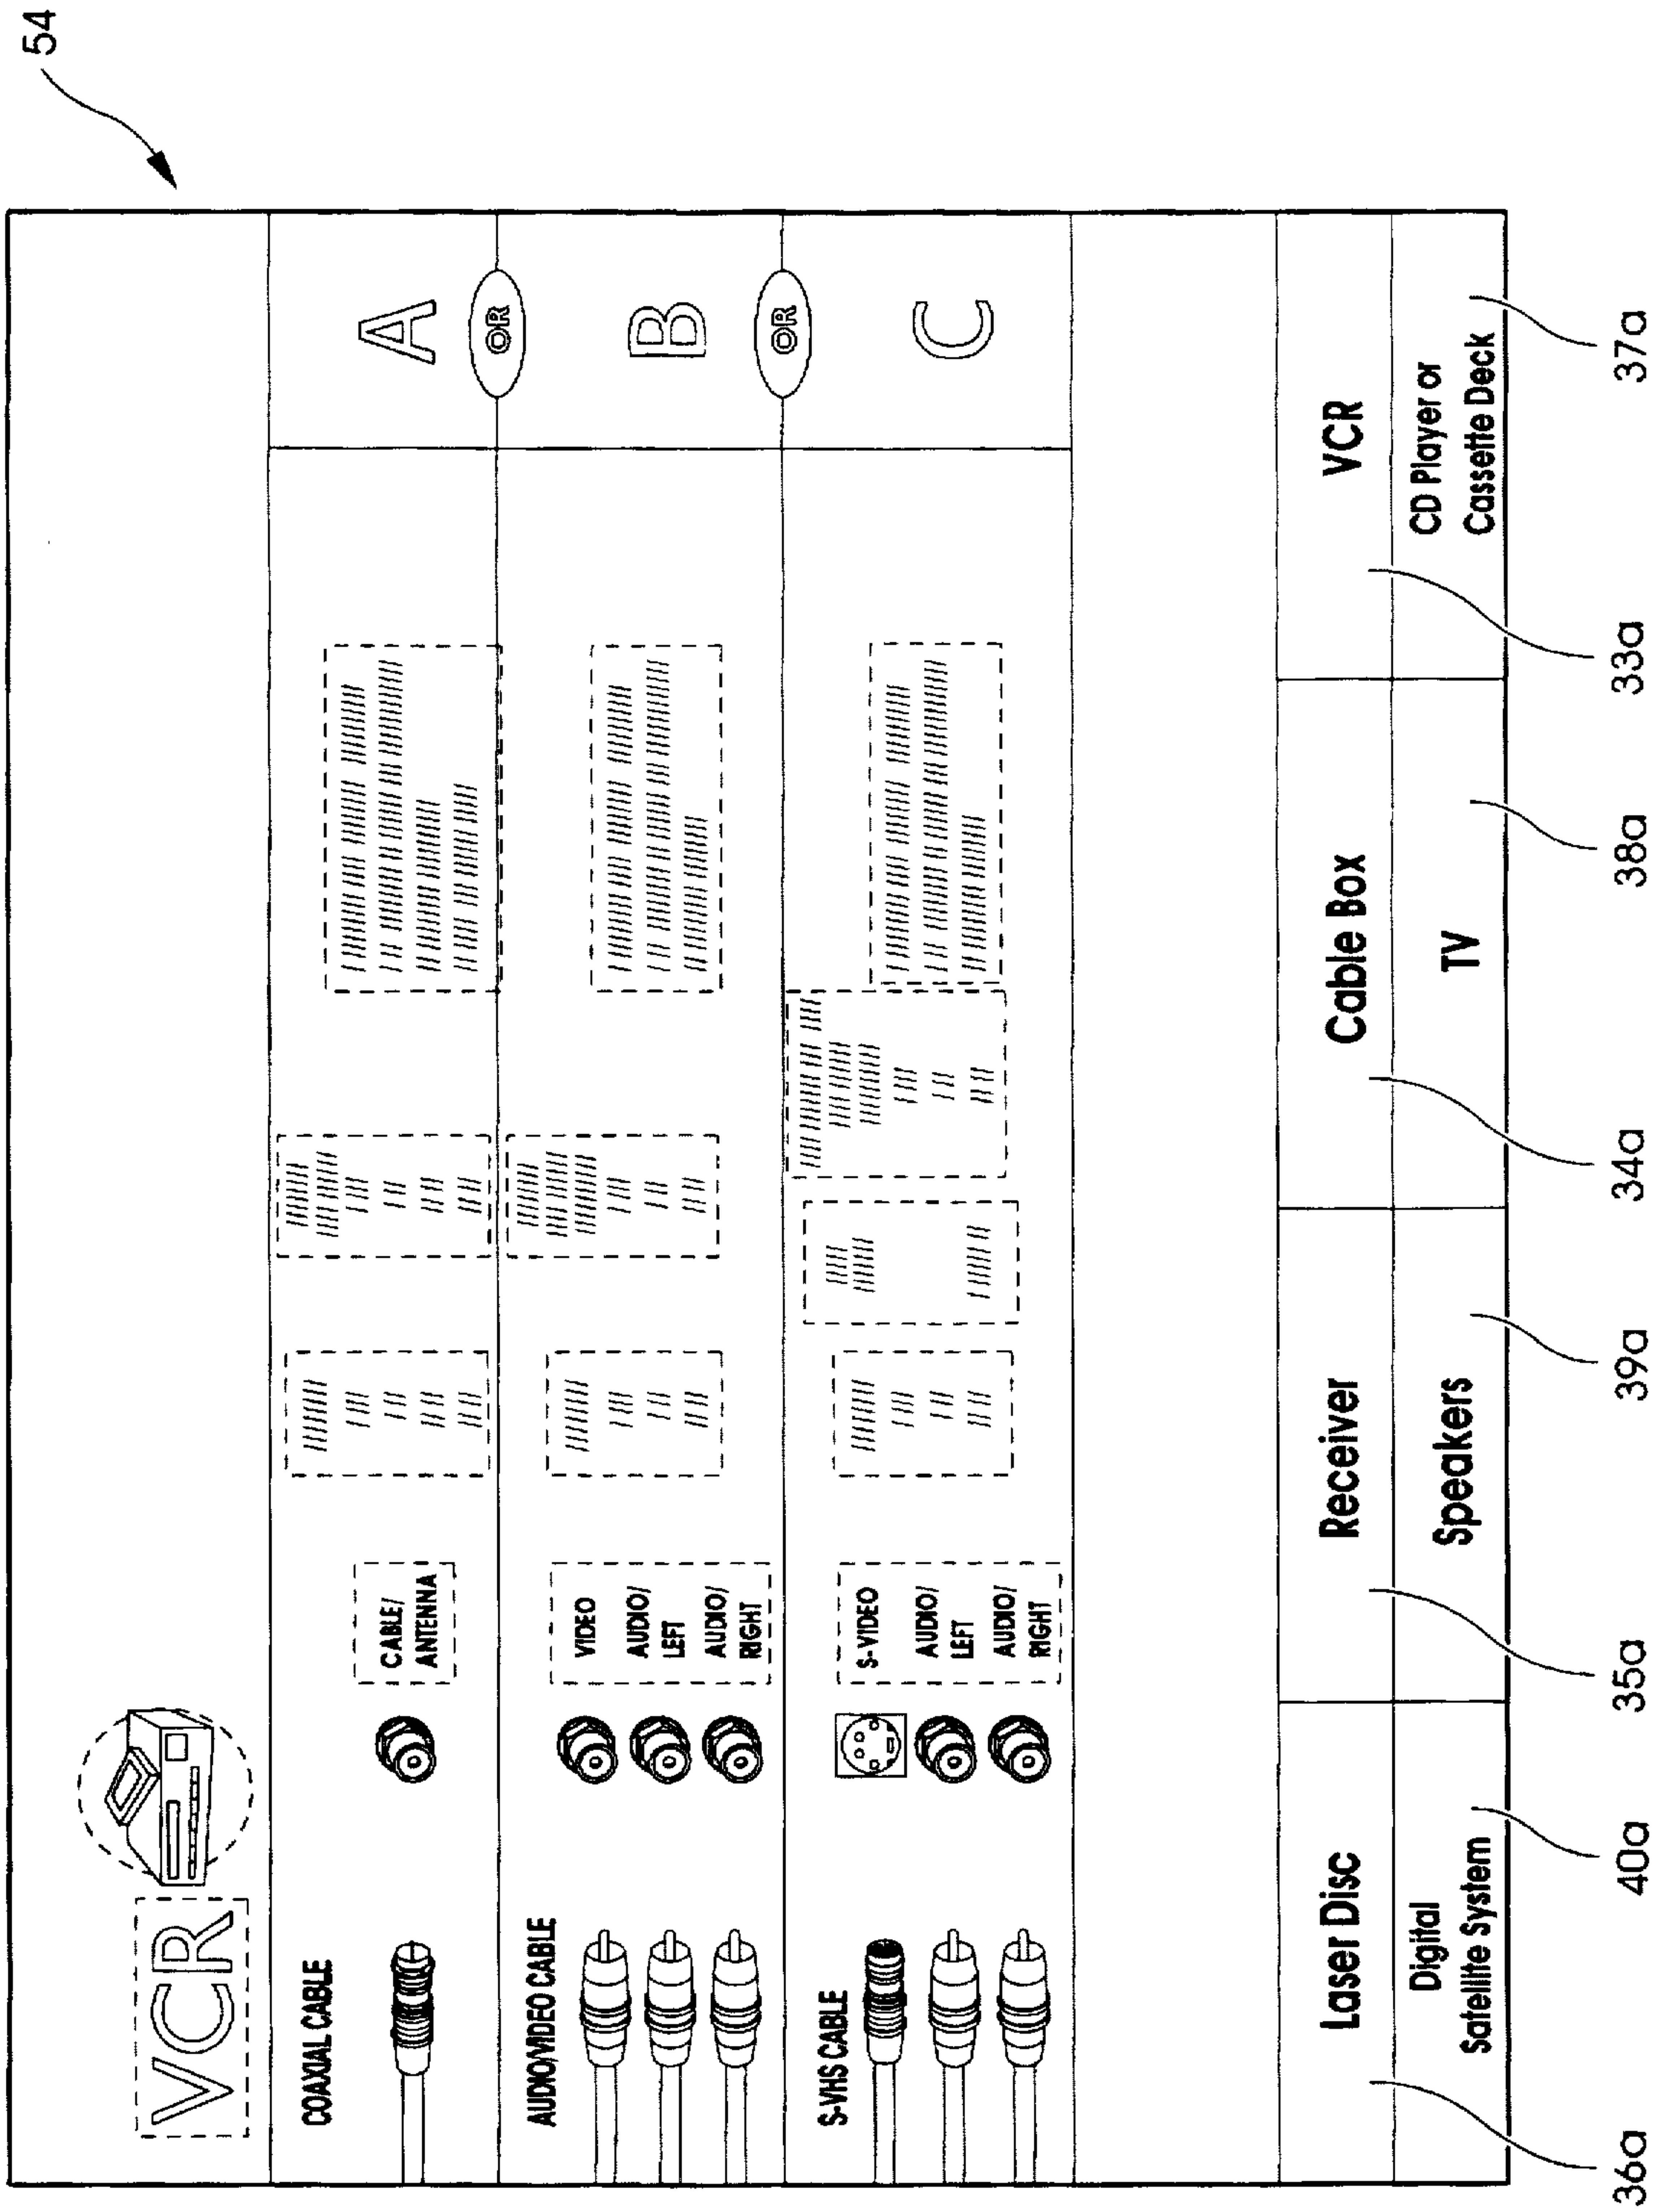 54
VCR
COAXIAL CABLE
CABLE/
ANTENNA
A
OR
AUDIO/VIDEO CABLE
VIDEO
AUDIO/
LEFT
AUDIO/
RIGHT
B
OR
S-VHS CABLE
S-VIDEO
AUDIO/
LEFT
AUDIO/
RIGHT
C
Laser Disc
Receiver
Cable Box
VCR
Digital
Satellite System
Speakers
TV
CD Player or
Cassette Deck
36a
40a
35a
39a
34a
38a
33a
37a